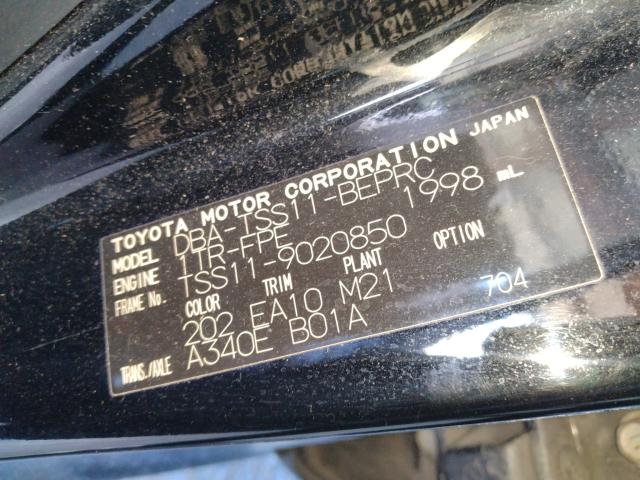 TOYOTA MOTOR CORPORATION JAPAN
MODEL DBA-TSS11-BEPRC
ENGINE 1TR-FPE 1998 mL
FRAME No. TSS11-9020850
COLOR TRIM PLANT OPTION
202 EA10 M21 704
TRANS./AXLE A340E B01A